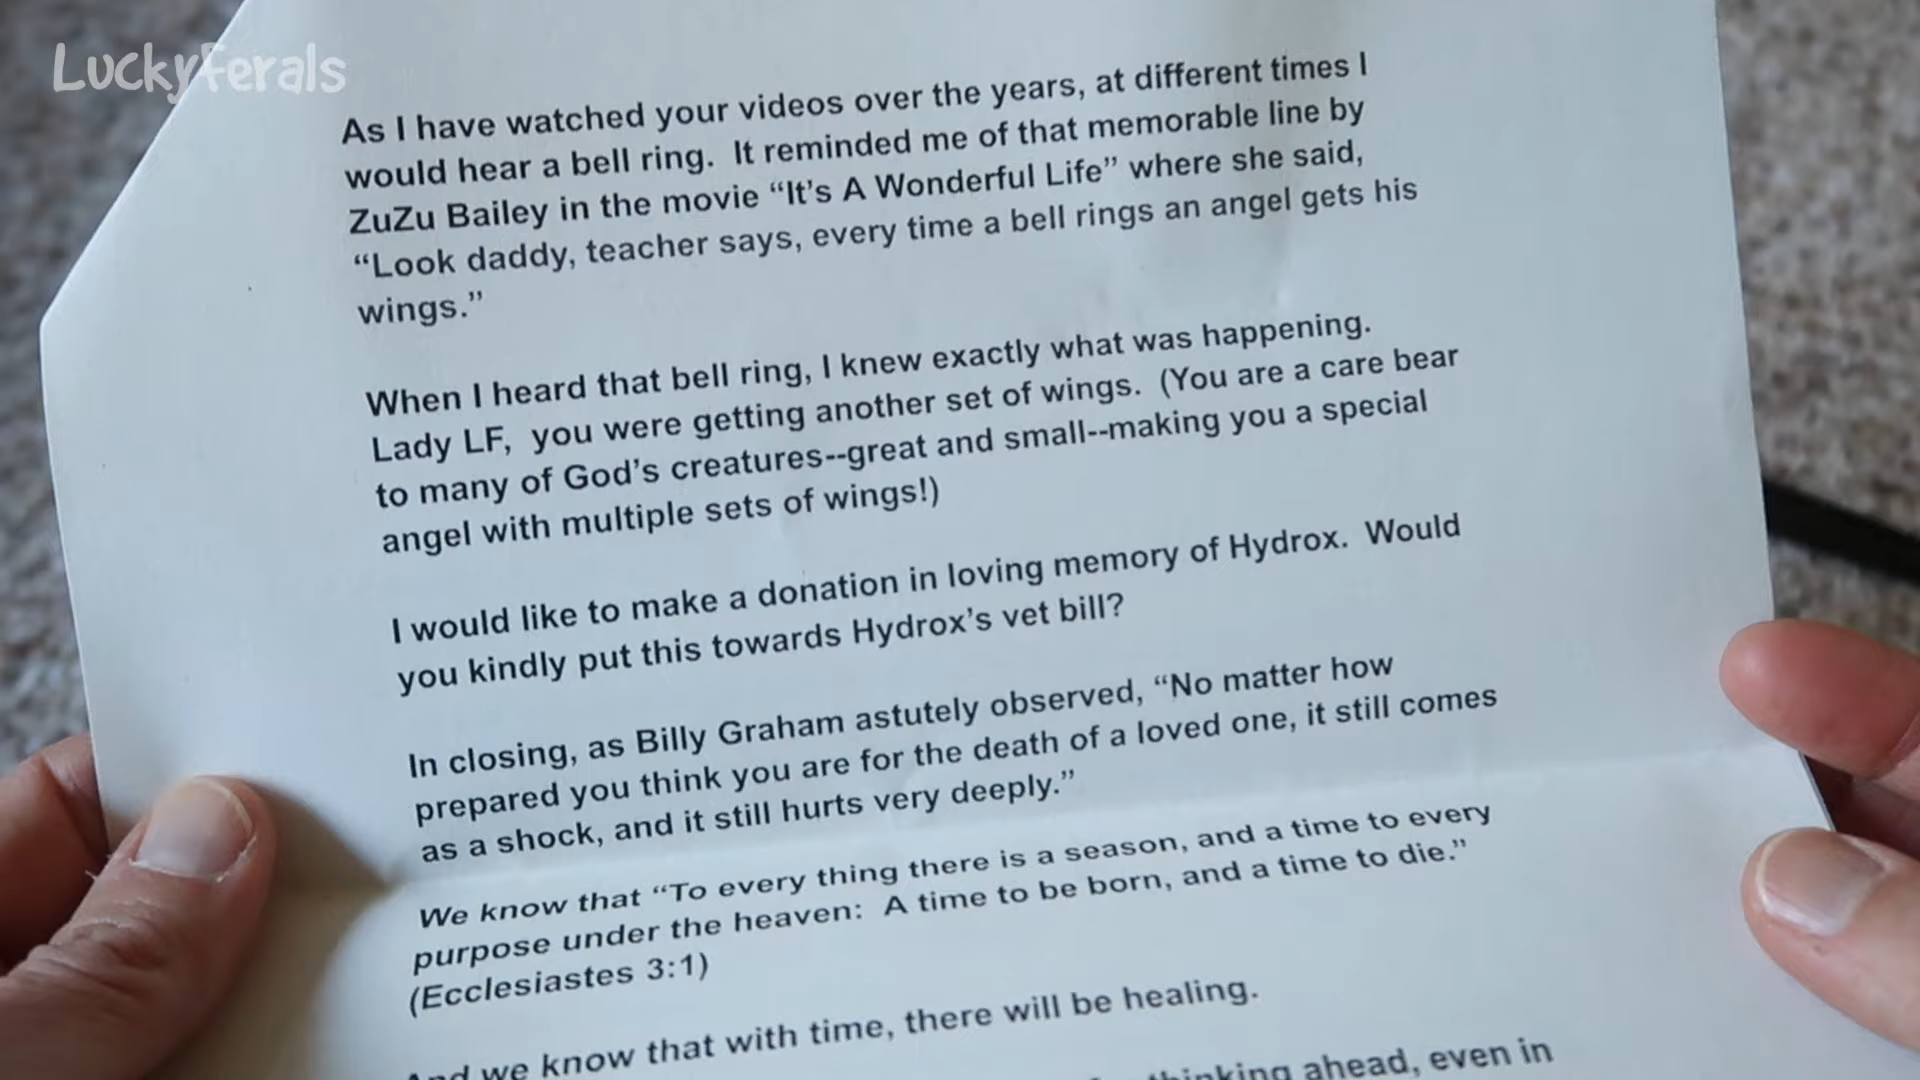 LuckyFerals
As I have watched your videos over the years, at different times I
would hear a bell ring.  It reminded me of that memorable line by
ZuZu Bailey in the movie “It’s A Wonderful Life” where she said,
“Look daddy, teacher says, every time a bell rings an angel gets his
wings.”
When I heard that bell ring, I knew exactly what was happening.
Lady LF,  you were getting another set of wings.  (You are a care bear
to many of God’s creatures--great and small--making you a special
angel with multiple sets of wings!)
I would like to make a donation in loving memory of Hydrox.  Would
you kindly put this towards Hydrox’s vet bill?
In closing, as Billy Graham astutely observed, “No matter how
prepared you think you are for the death of a loved one, it still comes
as a shock, and it still hurts very deeply.”
We know that “To every thing there is a season, and a time to every
purpose under the heaven:  A time to be born, and a time to die.”
(Ecclesiastes 3:1)
And we know that with time, there will be healing.
thinking ahead, even in